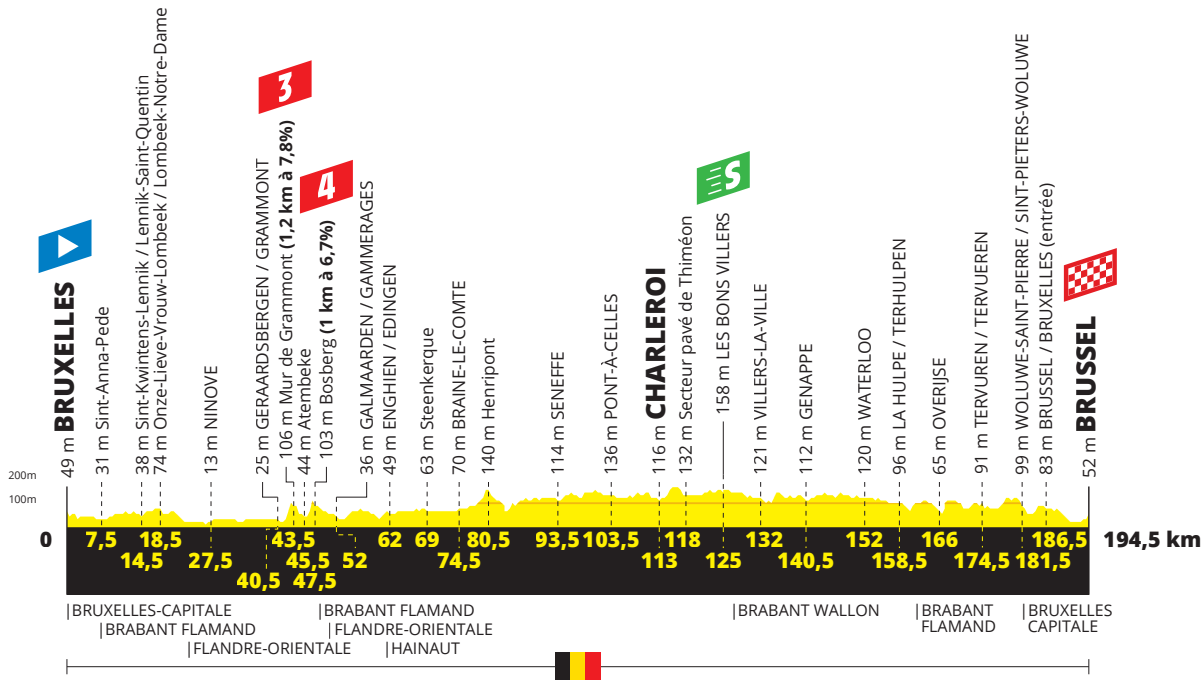 3
4
S
49 m BRUXELLES
31 m Sint-Anna-Pede
38 m Sint-Kwintens-Lennik / Lennik-Saint-Quentin
74 m Onze-Lieve-Vrouw-Lombeek / Lombeek-Notre-Dame
13 m NINOVE
25 m GERAARDSBERGEN / GRAMMONT
106 m Mur de Grammont (1,2 km à 7,8%)
44 m Atembeke
103 m Bosberg (1 km à 6,7%)
36 m GALMAARDEN / GAMMERAGES
49 m ENGHIEN / EDINGEN
63 m Steenkerque
70 m BRAINE-LE-COMTE
140 m Henripont
114 m SENEFFE
136 m PONT-À-CELLES
116 m CHARLEROI
132 m Secteur pavé de Thiméon
158 m LES BONS VILLERS
121 m VILLERS-LA-VILLE
112 m GENAPPE
120 m WATERLOO
96 m LA HULPE / TERHULPEN
65 m OVERIJSE
91 m TERVUREN / TERVUEREN
99 m WOLUWE-SAINT-PIERRE / SINT-PIETERS-WOLUWE
83 m BRUSSEL / BRUXELLES (entrée)
52 m BRUSSEL
200m
100m
0 7,5 18,5 43,5 62 69 80,5 93,5 103,5 118 132 152 166 186,5 194,5 km
14,5 27,5 45,5 52 74,5 113 125 140,5 158,5 174,5 181,5
40,5 47,5
|BRUXELLES-CAPITALE |BRABANT FLAMAND |BRABANT WALLON |BRABANT FLAMAND |BRUXELLES CAPITALE
|BRABANT FLAMAND |FLANDRE-ORIENTALE
|FLANDRE-ORIENTALE |HAINAUT